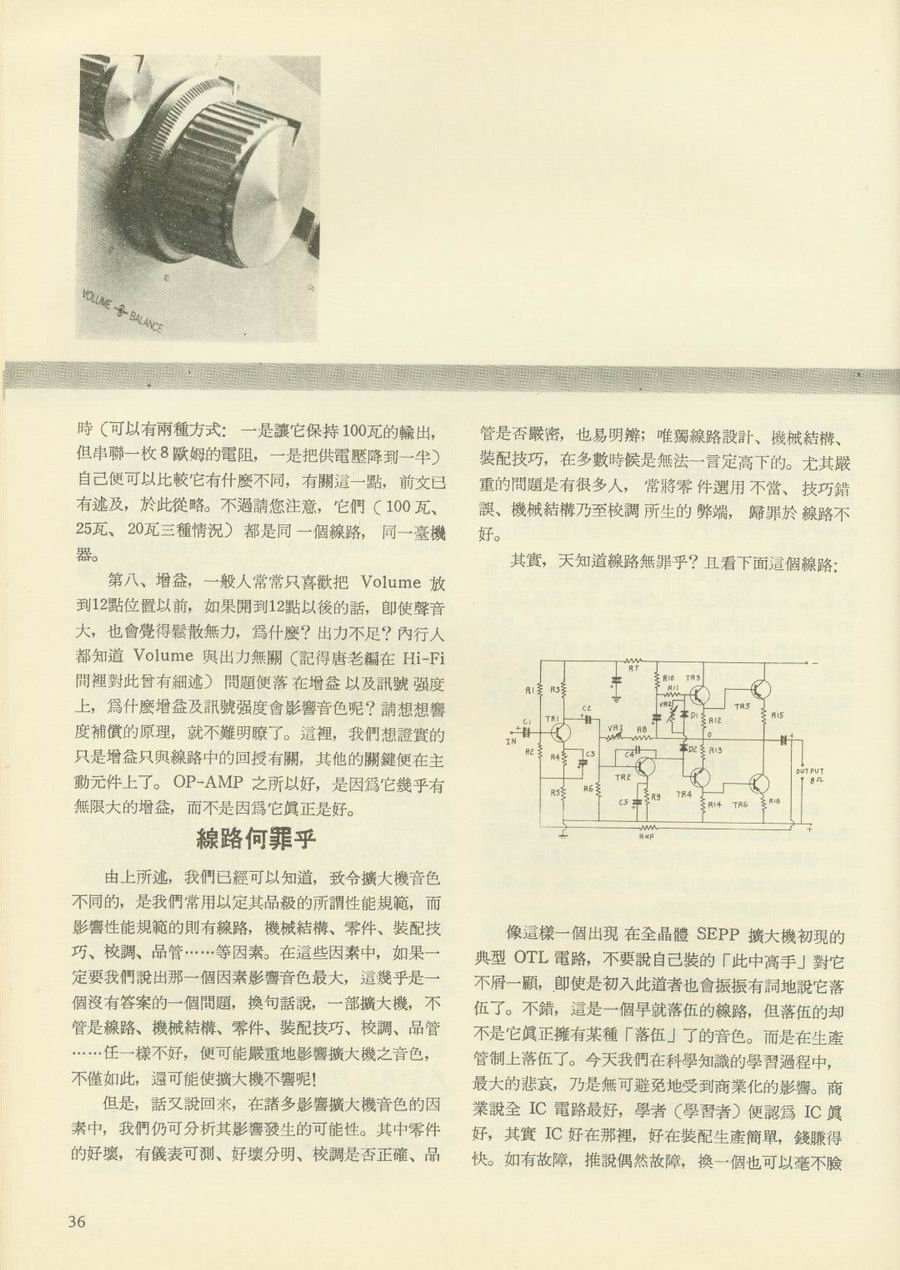 VOLUME BALANCE
時（可以有兩種方式： 一是讓它保持100瓦的輸出，
但串聯一枚8歐姆的電阻，一是把供電壓降到一半）
自己便可以比較它有什麼不同，有關這一點，前文已
有述及，於此從略。不過請您注意，它們（100瓦、
25瓦、 20瓦三種情況） 都是同一個線路， 同一臺機
器。
第八、增益，一般人常常只喜歡把 Volume 放
到12點位置以前，如果開到12點以後的話，卽使聲音
大，也會覺得鬆散無力，爲什麼？出力不足？內行人
都知道 Volume 與出力無關（記得唐老編在 Hi-Fi
問裡對此曾有細述） 問題便落在增益以及訊號强度
上，爲什麼增益及訊號强度會影響音色呢？請想想響
度補償的原理，就不難明瞭了。這裡，我們想證實的
只是增益只與線路中的回授有關，其他的關鍵便在主
動元件上了。 OP-AMP 之所以好，是因爲它幾乎有
無限大的增益，而不是因爲它眞正是好。
線路何罪乎
由上所述，我們已經可以知道，致令擴大機音色
不同的，是我們常用以定其品級的所謂性能規範，而
影響性能規範的則有線路，機械結構、零件、裝配技
巧、校調、品管……等因素。在這些因素中，如果一
定要我們說出那一個因素影響音色最大，這幾乎是一
個沒有答案的一個問題，換句話說，一部擴大機，不
管是線路、機械結構、零件、裝配技巧、校調、品管
……任一樣不好，便可能嚴重地影響擴大機之音色，
不僅如此，還可能使擴大機不響呢！
但是，話又說回來，在諸多影響擴大機音色的因
素中，我們仍可分析其影響發生的可能性。其中零件
的好壞，有儀表可測、好壞分明、校調是否正確、品
管是否嚴密，也易明辨；唯獨線路設計、機械結構、
裝配技巧，在多數時候是無法一言定高下的。尤其嚴
重的問題是有很多人， 常將零件選用不當、技巧錯
誤、機械結構乃至校調所生的弊端， 歸罪於線路不
好。
其實，天知道線路無罪乎？且看下面這個線路：
R7
R1 R3 R10 R11 TR3
C2 VR2 TR5
C1 TR1 D1 R12 R15
IN VR1 R8 O
R2 R4 C3 C4 D2 R13
TR2 OUTPUT
8Ω
R5 R6 C5 R9 TR4 R14 TR6 R16
RNF
像這樣一個出現在全晶體 SEPP 擴大機初現的
典型 OTL 電路，不要說自己裝的「此中高手」對它
不屑一顧，卽使是初入此道者也會振振有詞地說它落
伍了。不錯，這是一個早就落伍的線路，但落伍的却
不是它眞正擁有某種「落伍」了的音色。而是在生產
管制上落伍了。今天我們在科學知識的學習過程中，
最大的悲哀，乃是無可避免地受到商業化的影響。商
業說全 IC 電路最好，學者（學習者）便認爲 IC 眞
好，其實 IC 好在那裡，好在裝配生產簡單，錢賺得
快。如有故障，推說偶然故障，換一個也可以毫不臉
36